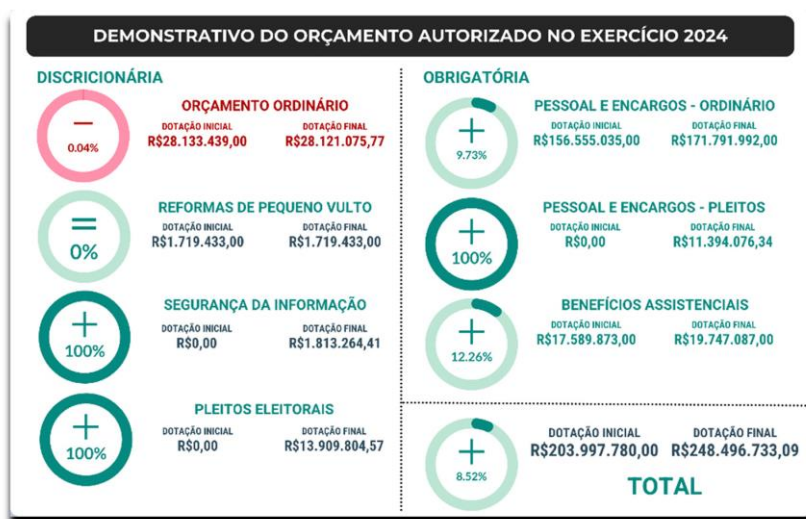 DEMONSTRATIVO DO ORÇAMENTO AUTORIZADO NO EXERCÍCIO 2024
DISCRICIONÁRIA
ORÇAMENTO ORDINÁRIO
DOTAÇÃO INICIAL DOTAÇÃO FINAL
R$28.133.439,00 R$28.121.075,77
0.04%
REFORMAS DE PEQUENO VULTO
DOTAÇÃO INICIAL DOTAÇÃO FINAL
R$1.719.433,00 R$1.719.433,00
= 0%
SEGURANÇA DA INFORMAÇÃO
DOTAÇÃO INICIAL DOTAÇÃO FINAL
R$0,00 R$1.813.264,41
+ 100%
PLEITOS ELEITORAIS
DOTAÇÃO INICIAL DOTAÇÃO FINAL
R$0,00 R$13.909.804,57
+ 100%
OBRIGATÓRIA
PESSOAL E ENCARGOS - ORDINÁRIO
DOTAÇÃO INICIAL DOTAÇÃO FINAL
R$156.555.035,00 R$171.791.992,00
+ 9.73%
PESSOAL E ENCARGOS - PLEITOS
DOTAÇÃO INICIAL DOTAÇÃO FINAL
R$0,00 R$11.394.076,34
+ 100%
BENEFÍCIOS ASSISTENCIAIS
DOTAÇÃO INICIAL DOTAÇÃO FINAL
R$17.589.873,00 R$19.747.087,00
+ 12.26%
DOTAÇÃO INICIAL DOTAÇÃO FINAL
R$203.997.780,00 R$248.496.733,09
+ 8.52%
TOTAL